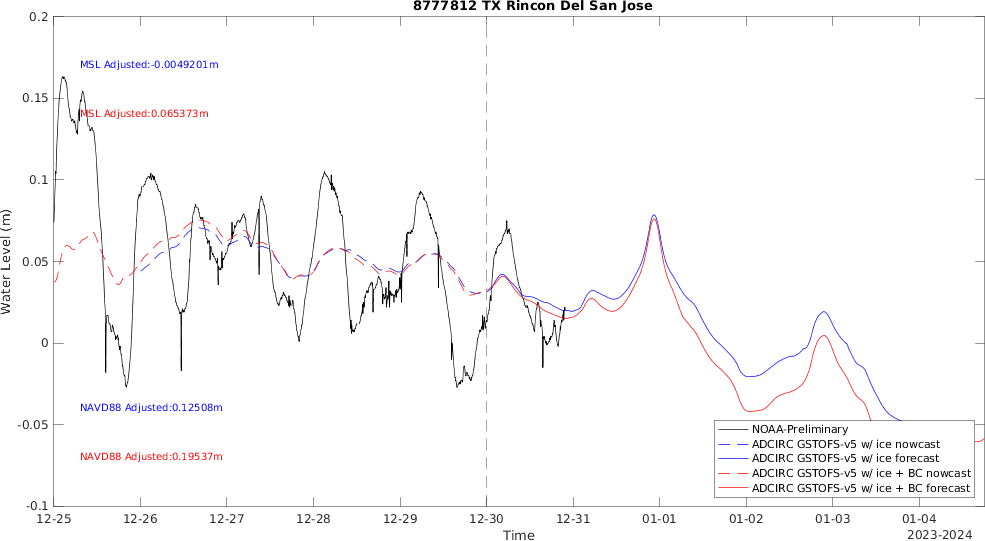 8777812 TX Rincon Del San Jose
0.2
0.15
0.1
0.05
0
-0.05
-0.1
Water Level (m)
MSL Adjusted:-0.0049201m
MSL Adjusted:0.065373m
NAVD88 Adjusted:0.12508m
NAVD88 Adjusted:0.19537m
NOAA-Preliminary
ADCIRC GSTOFS-v5 w/ ice nowcast
ADCIRC GSTOFS-v5 w/ ice forecast
ADCIRC GSTOFS-v5 w/ ice + BC nowcast
ADCIRC GSTOFS-v5 w/ ice + BC forecast
12-25 12-26 12-27 12-28 12-29 12-30 12-31 01-01 01-02 01-03 01-04
Time
2023-2024